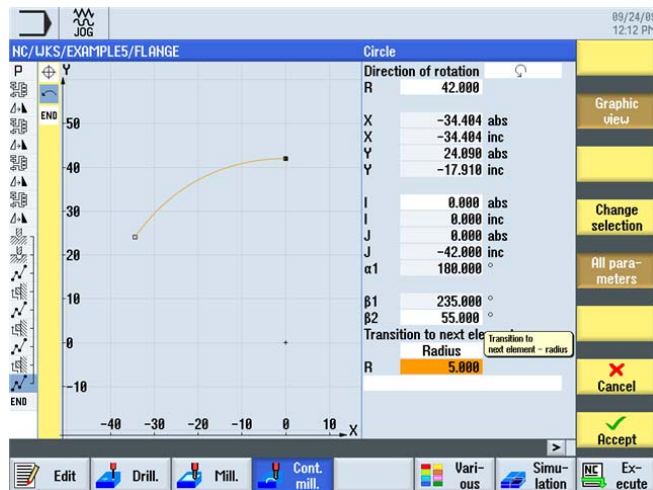 JOG
09/24/09
12:12 PM
NC/WKS/EXAMPLE5/FLANGE
Circle
P
END
END
Y
50
40
30
20
10
0
-10
-40 -30 -20 -10 0 10 X
Direction of rotation
R 42.000
X -34.404 abs
X -34.404 inc
Y 24.090 abs
Y -17.910 inc
I 0.000 abs
I 0.000 inc
J 0.000 abs
J -42.000 inc
α1 180.000 °
β1 235.000 °
β2 55.000 °
Transition to next ele
Transition to
next element - radius
Radius
R 5.000
Graphic
view
Change
selection
All para-
meters
Cancel
Accept
>
Edit
Drill.
Mill.
Cont.
mill.
Vari-
ous
Simu-
lation
NC
Ex-
ecute